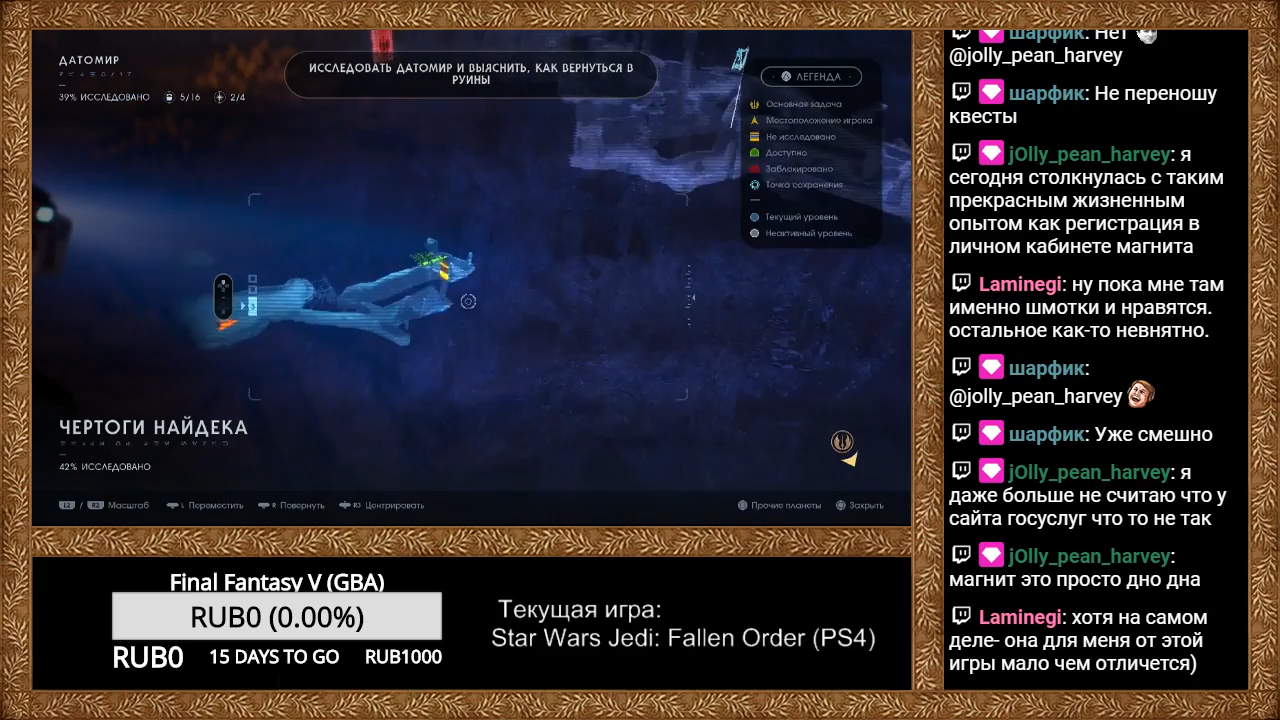 ДАТОМИР
39% ИССЛЕДОВАНО 5/16 2/4
ИССЛЕДОВАТЬ ДАТОМИР И ВЫЯСНИТЬ, КАК ВЕРНУТЬСЯ В
РУИНЫ
ЛЕГЕНДА
Основная задача
Местоположение игрока
Не исследовано
Доступно
Заблокировано
Точка сохранения
Текущий уровень
Неактивный уровень
ЧЕРТОГИ НАЙДЕКА
42% ИССЛЕДОВАНО
L2 / R2 Масштаб L Переместить R Повернуть R3 Центрировать
Прочие планеты Закрыть
Final Fantasy V (GBA)
RUB0 (0.00%)
RUB0 15 DAYS TO GO RUB1000
Текущая игра:
Star Wars Jedi: Fallen Order (PS4)
шарфик: Нет
@jolly_pean_harvey
шарфик: Не переношу
квесты
jOlly_pean_harvey: я
сегодня столкнулась с таким
прекрасным жизненным
опытом как регистрация в
личном кабинете магнита
Laminegi: ну пока мне там
именно шмотки и нравятся.
остальное как-то невнятно.
шарфик:
@jolly_pean_harvey
шарфик: Уже смешно
jOlly_pean_harvey: я
даже больше не считаю что у
сайта госуслуг что то не так
jOlly_pean_harvey:
магнит это просто дно дна
Laminegi: хотя на самом
деле- она для меня от этой
игры мало чем отличется)